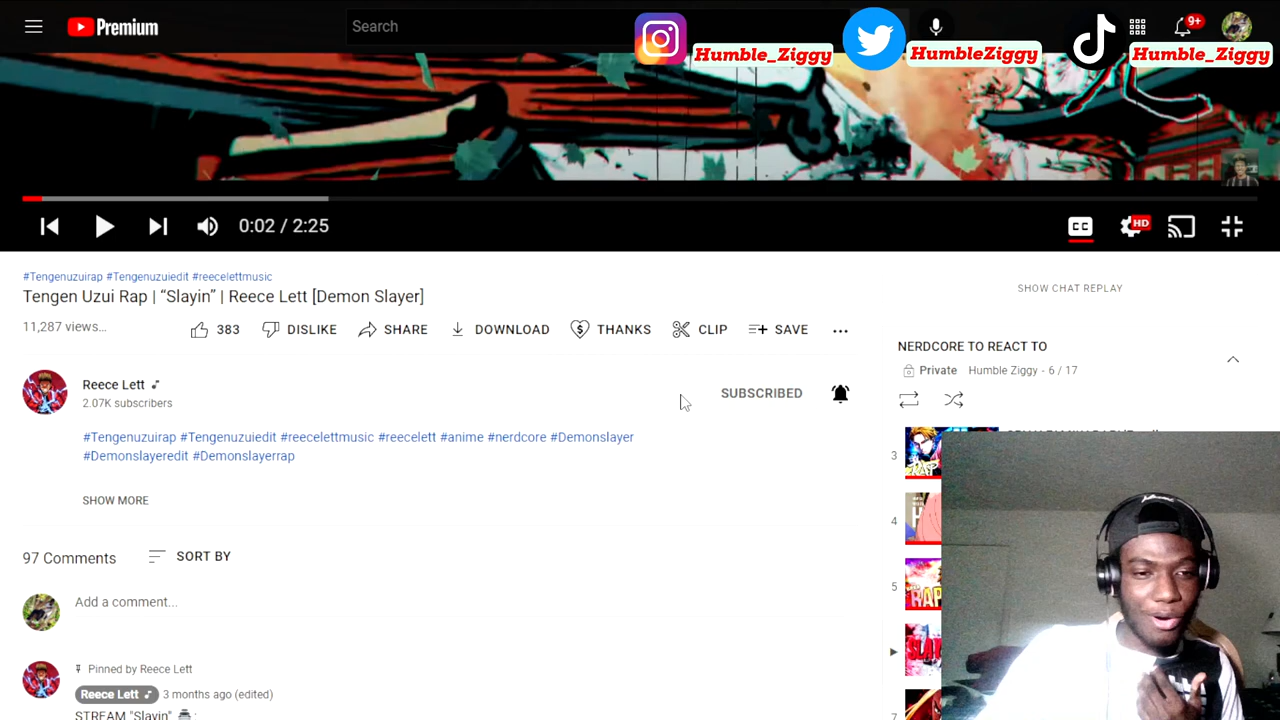 Premium
Search
9+
Humble_Ziggy
HumbleZiggy
Humble_Ziggy
0:02 / 2:25
CC
HD
#Tengenuzuirap #Tengenuzuiedit #reecelettmusic
Tengen Uzui Rap | “Slayin” | Reece Lett [Demon Slayer]
11,287 views...
383
DISLIKE
SHARE
DOWNLOAD
THANKS
CLIP
SAVE
SHOW CHAT REPLAY
NERDCORE TO REACT TO
Private Humble Ziggy - 6 / 17
Reece Lett
2.07K subscribers
SUBSCRIBED
#Tengenuzuirap #Tengenuzuiedit #reecelettmusic #reecelett #anime #nerdcore #Demonslayer
#Demonslayeredit #Demonslayerrap
SHOW MORE
3
RAP
4
5
RAP
7
97 Comments
SORT BY
Add a comment...
Pinned by Reece Lett
Reece Lett 3 months ago (edited)
STREAM "Slayin"